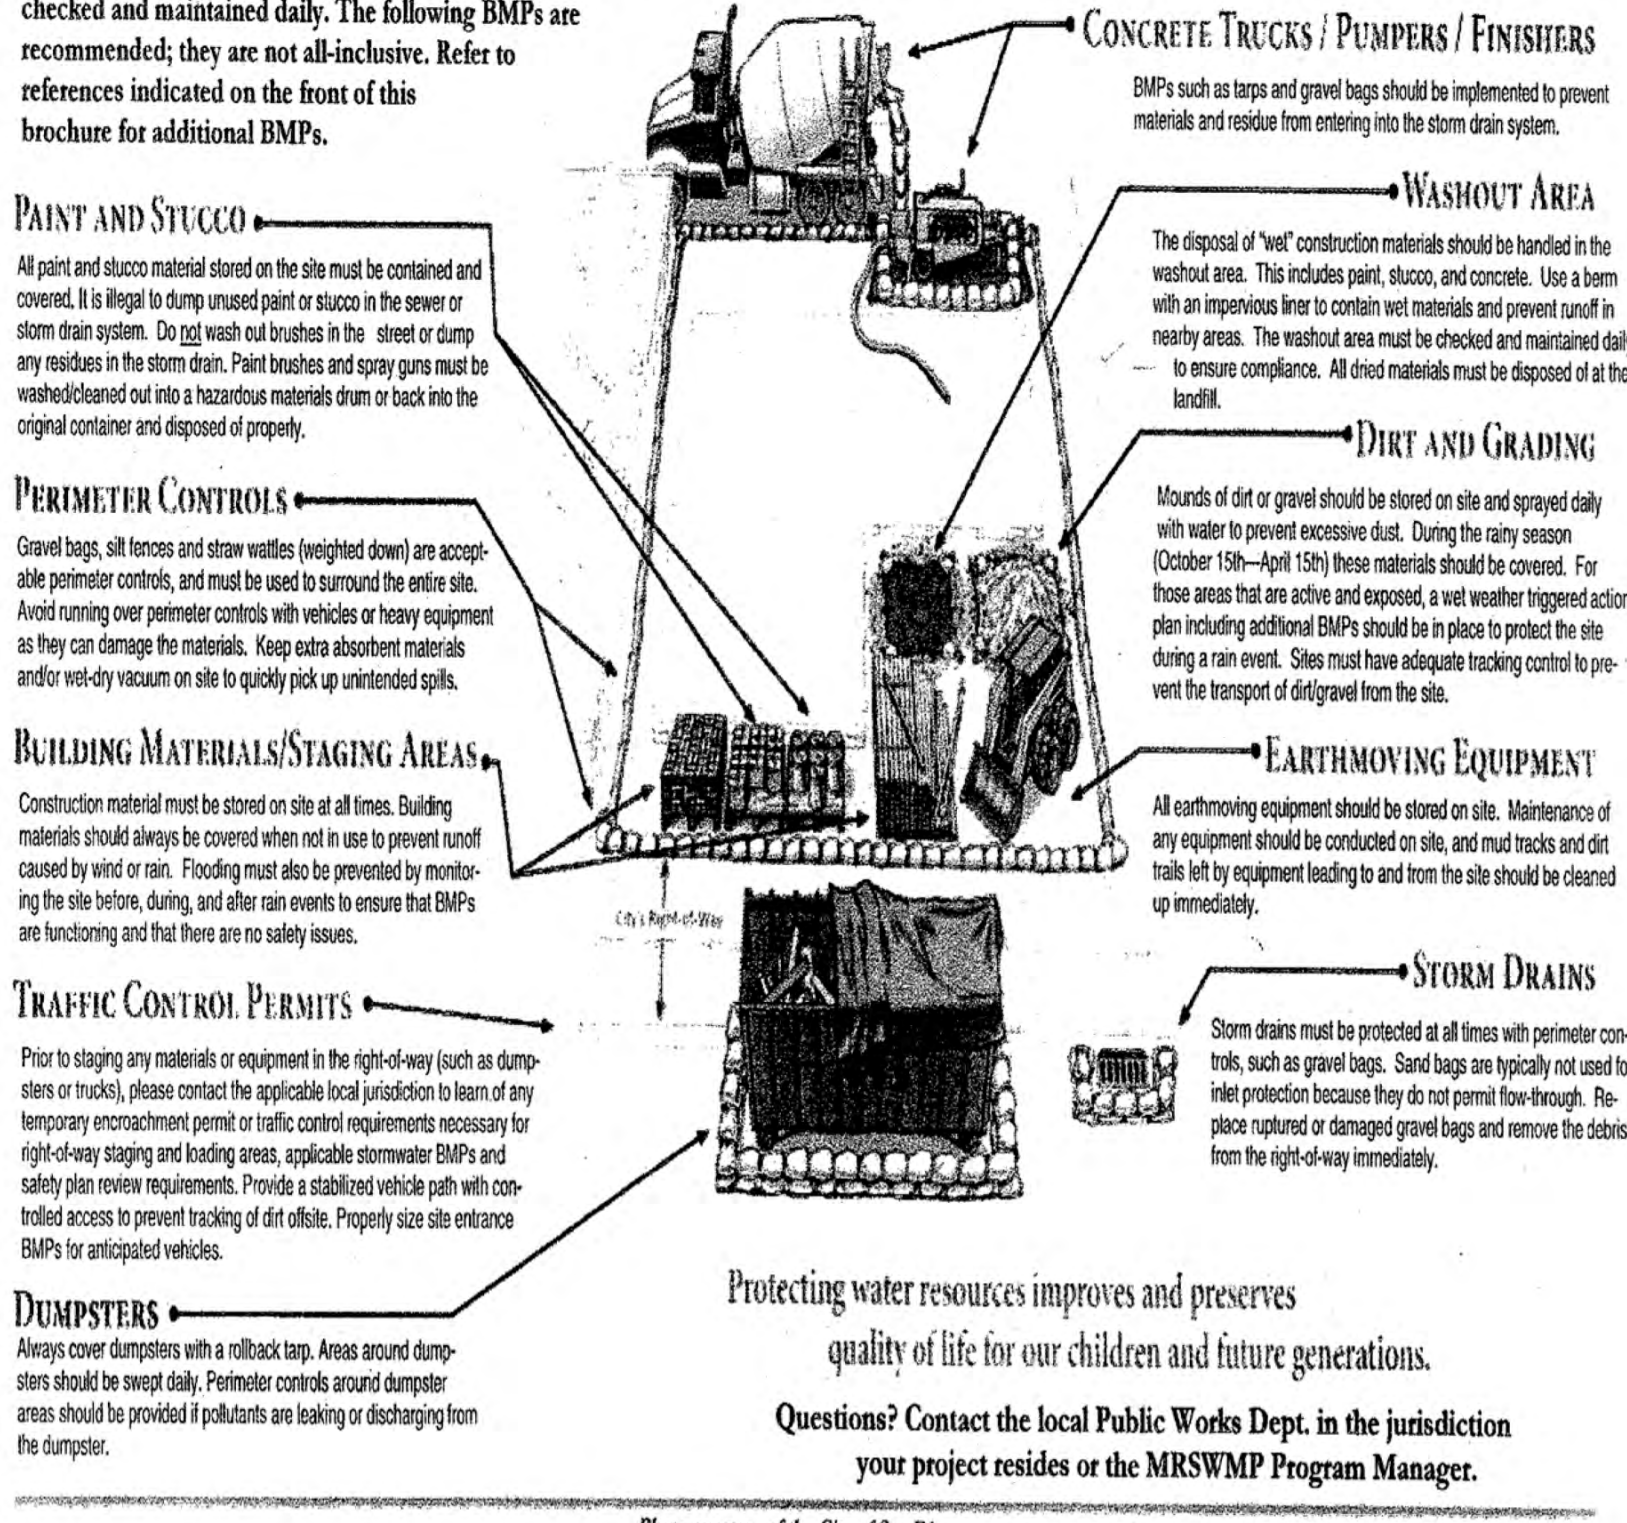 checked and maintained daily. The following BMPs are
recommended; they are not all-inclusive. Refer to
references indicated on the front of this
brochure for additional BMPs.
PAINT AND STUCCO
All paint and stucco material stored on the site must be contained and
covered. It is illegal to dump unused paint or stucco in the sewer or
storm drain system. Do not wash out brushes in the street or dump
any residues in the storm drain. Paint brushes and spray guns must be
washed/cleaned out into a hazardous materials drum or back into the
original container and disposed of properly.
PERIMETER CONTROLS
Gravel bags, silt fences and straw wattles (weighted down) are accept-
able perimeter controls, and must be used to surround the entire site.
Avoid running over perimeter controls with vehicles or heavy equipment
as they can damage the materials. Keep extra absorbent materials
and/or wet-dry vacuum on site to quickly pick up unintended spills.
BUILDING MATERIALS/STAGING AREAS
Construction material must be stored on site at all times. Building
materials should always be covered when not in use to prevent runoff
caused by wind or rain. Flooding must also be prevented by monitor-
ing the site before, during, and after rain events to ensure that BMPs
are functioning and that there are no safety issues.
TRAFFIC CONTROL PERMITS
Prior to staging any materials or equipment in the right-of-way (such as dump-
sters or trucks), please contact the applicable local jurisdiction to learn of any
temporary encroachment permit or traffic control requirements necessary for
right-of-way staging and loading areas, applicable stormwater BMPs and
safety plan review requirements. Provide a stabilized vehicle path with con-
trolled access to prevent tracking of dirt offsite. Properly size site entrance
BMPs for anticipated vehicles.
DUMPSTERS
Always cover dumpsters with a rollback tarp. Areas around dump-
sters should be swept daily. Perimeter controls around dumpster
areas should be provided if pollutants are leaking or discharging from
the dumpster.
City's Right-of-Way
CONCRETE TRUCKS / PUMPERS / FINISHERS
BMPs such as tarps and gravel bags should be implemented to prevent
materials and residue from entering into the storm drain system.
WASHOUT AREA
The disposal of "wet" construction materials should be handled in the
washout area. This includes paint, stucco, and concrete. Use a berm
with an impervious liner to contain wet materials and prevent runoff in
nearby areas. The washout area must be checked and maintained dail
to ensure compliance. All dried materials must be disposed of at the
landfill.
DIRT AND GRADING
Mounds of dirt or gravel should be stored on site and sprayed daily
with water to prevent excessive dust. During the rainy season
(October 15th—April 15th) these materials should be covered. For
those areas that are active and exposed, a wet weather triggered action
plan including additional BMPs should be in place to protect the site
during a rain event. Sites must have adequate tracking control to pre-
vent the transport of dirt/gravel from the site.
EARTHMOVING EQUIPMENT
All earthmoving equipment should be stored on site. Maintenance of
any equipment should be conducted on site, and mud tracks and dirt
trails left by equipment leading to and from the site should be cleaned
up immediately.
STORM DRAINS
Storm drains must be protected at all times with perimeter con-
trols, such as gravel bags. Sand bags are typically not used fo
inlet protection because they do not permit flow-through. Re-
place ruptured or damaged gravel bags and remove the debris
from the right-of-way immediately.
Protecting water resources improves and preserves
quality of life for our children and future generations.
Questions? Contact the local Public Works Dept. in the jurisdiction
your project resides or the MRSWMP Program Manager.